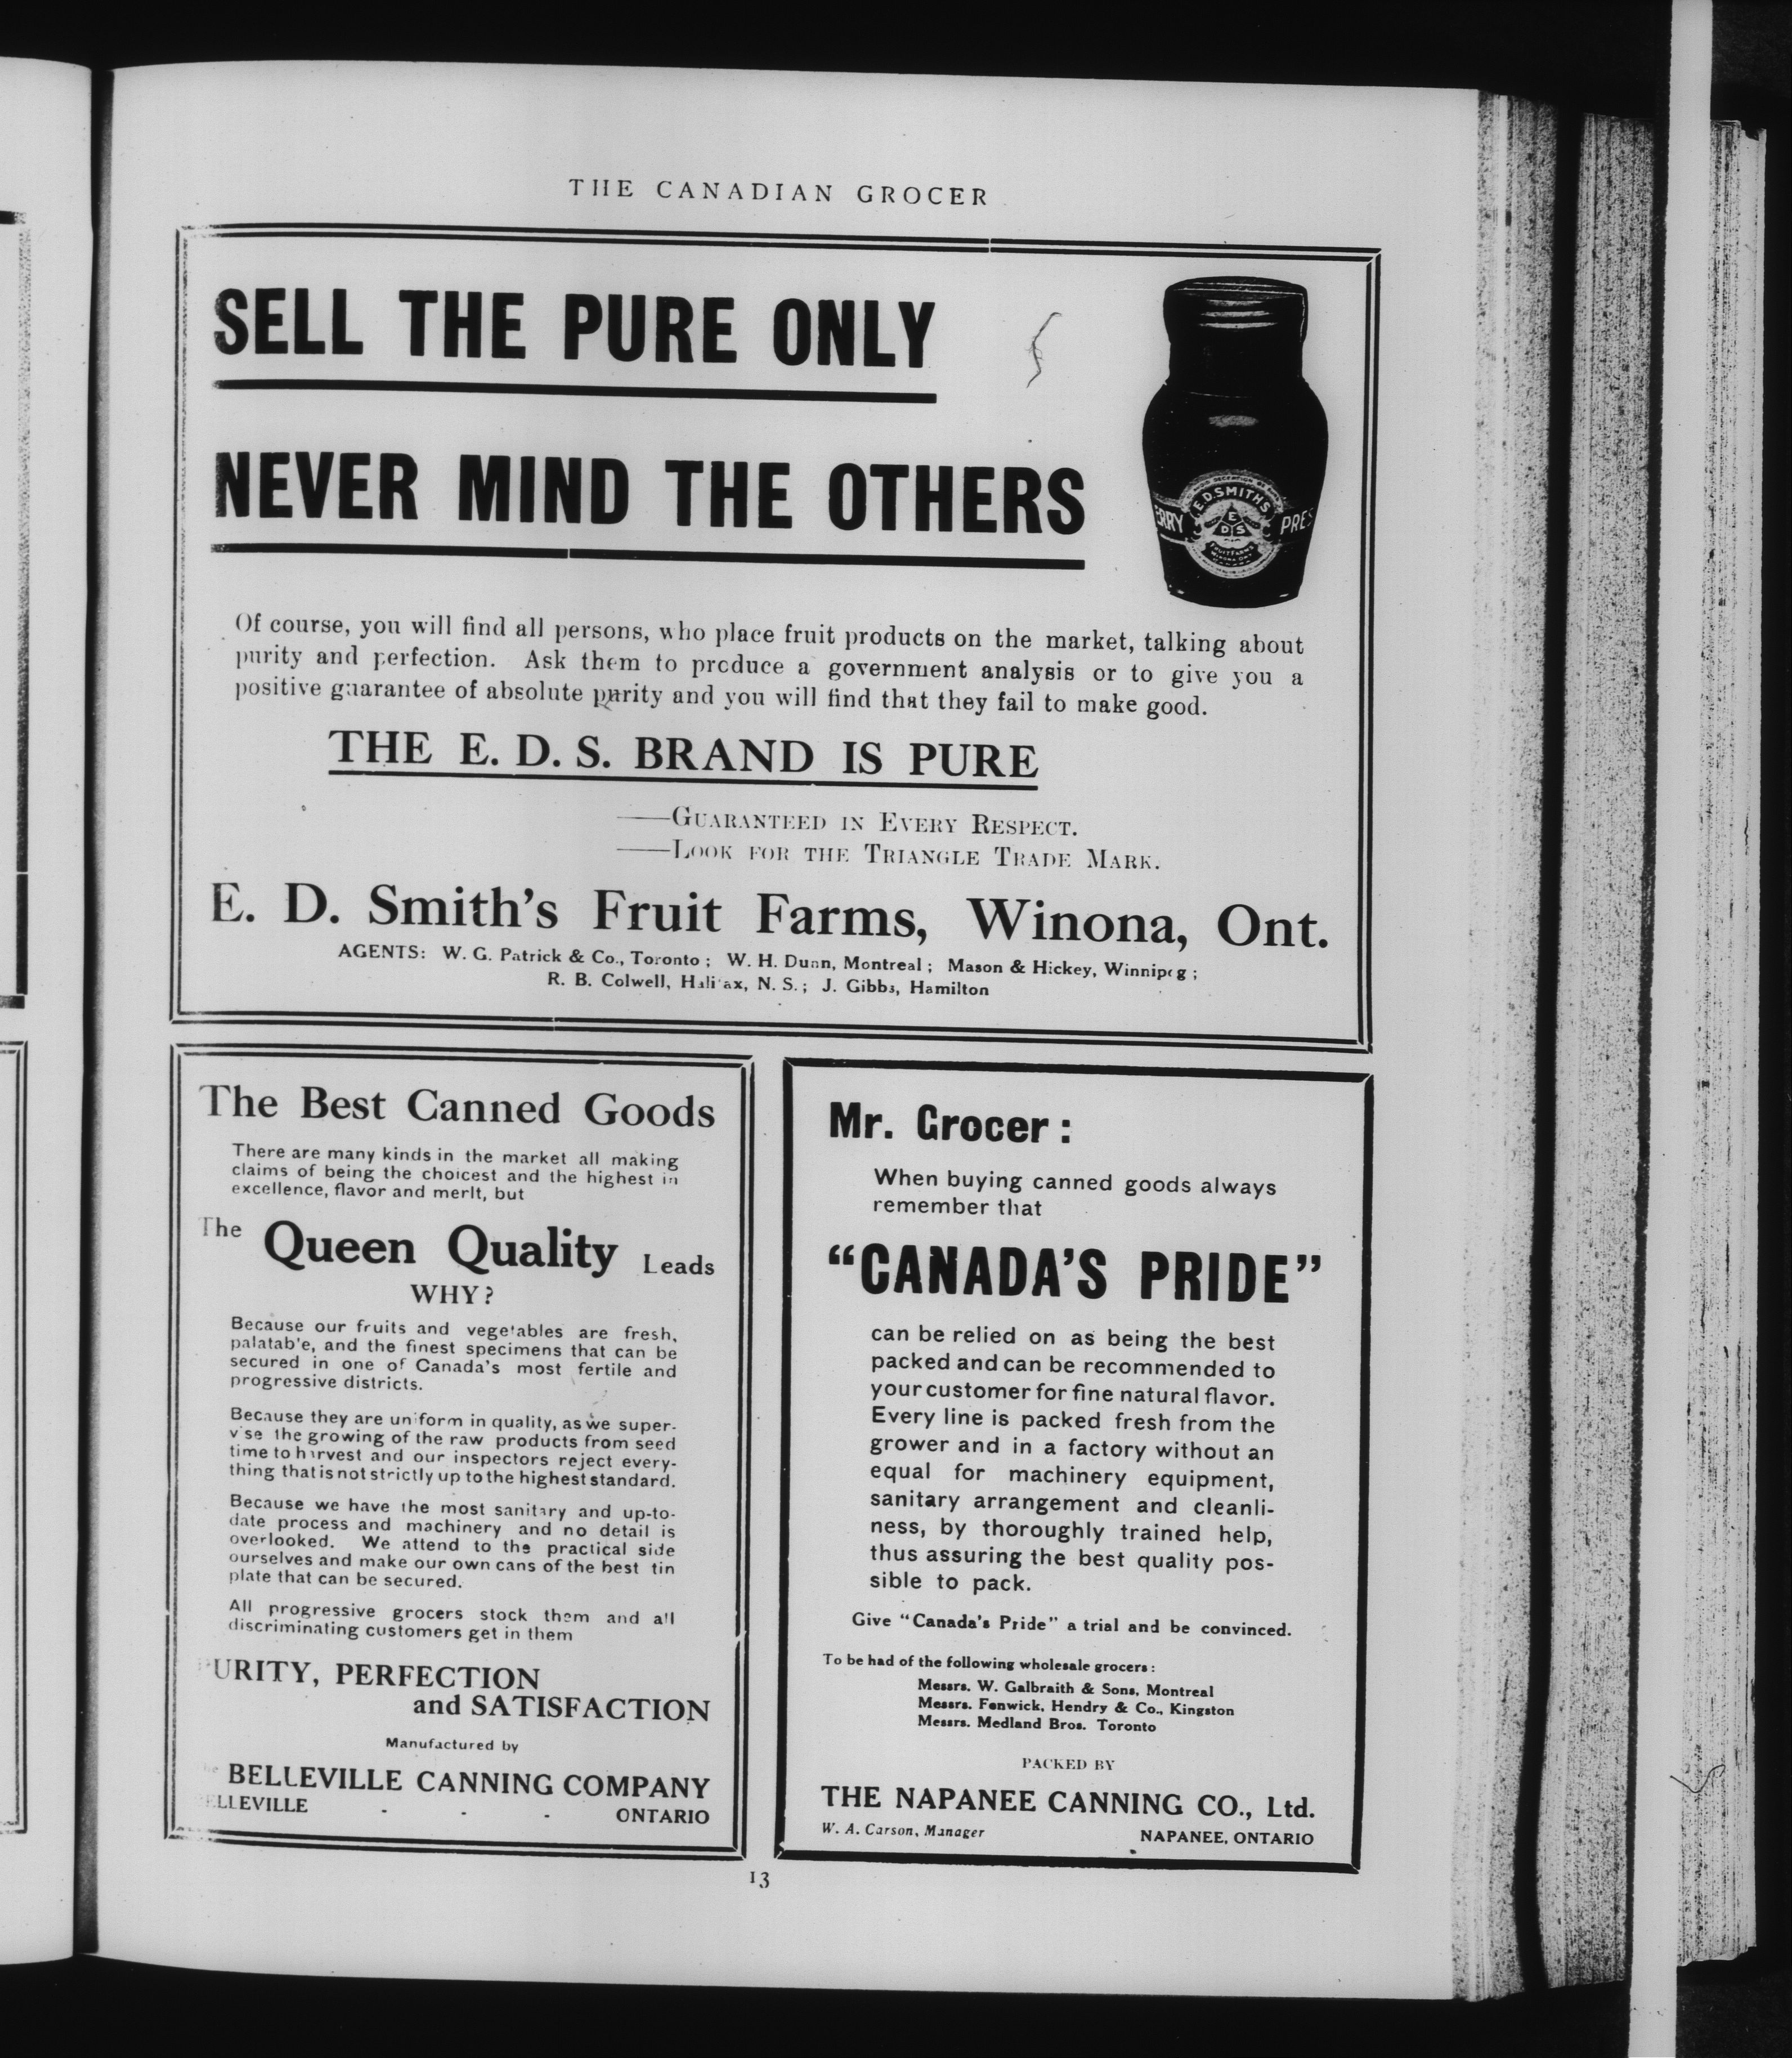 THE CANADIAN GROCER
SELL THE PURE ONLY
NEVER MIND THE OTHERS
E. D. SMITH'S
ERRY
PRES
E
D S
FRUIT FARMS
WINONA ONT.
Of course, you will find all persons, who place fruit products on the market, talking about
purity and perfection. Ask them to produce a government analysis or to give you a
positive guarantee of absolute purity and you will find that they fail to make good.
THE E. D. S. BRAND IS PURE
——GUARANTEED IN EVERY RESPECT.
——LOOK FOR THE TRIANGLE TRADE MARK.
E. D. Smith's Fruit Farms, Winona, Ont.
AGENTS: W. G. Patrick & Co., Toronto; W. H. Dunn, Montreal; Mason & Hickey, Winnipeg;
R. B. Colwell, Halifax, N. S.; J. Gibbs, Hamilton
The Best Canned Goods
There are many kinds in the market all making
claims of being the choicest and the highest in
excellence, flavor and merit, but
The Queen Quality Leads
WHY?
Because our fruits and vegetables are fresh,
palatab'e, and the finest specimens that can be
secured in one of Canada's most fertile and
progressive districts.
Because they are uniform in quality, as we super-
vise the growing of the raw products from seed
time to harvest and our inspectors reject every-
thing that is not strictly up to the highest standard.
Because we have the most sanitary and up-to-
date process and machinery and no detail is
overlooked. We attend to the practical side
ourselves and make our own cans of the best tin
plate that can be secured.
All progressive grocers stock them and all
discriminating customers get in them
PURITY, PERFECTION
and SATISFACTION
Manufactured by
The BELLEVILLE CANNING COMPANY
BELLEVILLE - - - ONTARIO
Mr. Grocer:
When buying canned goods always
remember that
"CANADA'S PRIDE"
can be relied on as being the best
packed and can be recommended to
your customer for fine natural flavor.
Every line is packed fresh from the
grower and in a factory without an
equal for machinery equipment,
sanitary arrangement and cleanli-
ness, by thoroughly trained help,
thus assuring the best quality pos-
sible to pack.
Give "Canada's Pride" a trial and be convinced.
To be had of the following wholesale grocers:
Messrs. W. Galbraith & Sons, Montreal
Messrs. Fenwick, Hendry & Co., Kingston
Messrs. Medland Bros. Toronto
PACKED BY
THE NAPANEE CANNING CO., Ltd.
W. A. Carson, Manager
NAPANEE, ONTARIO
13